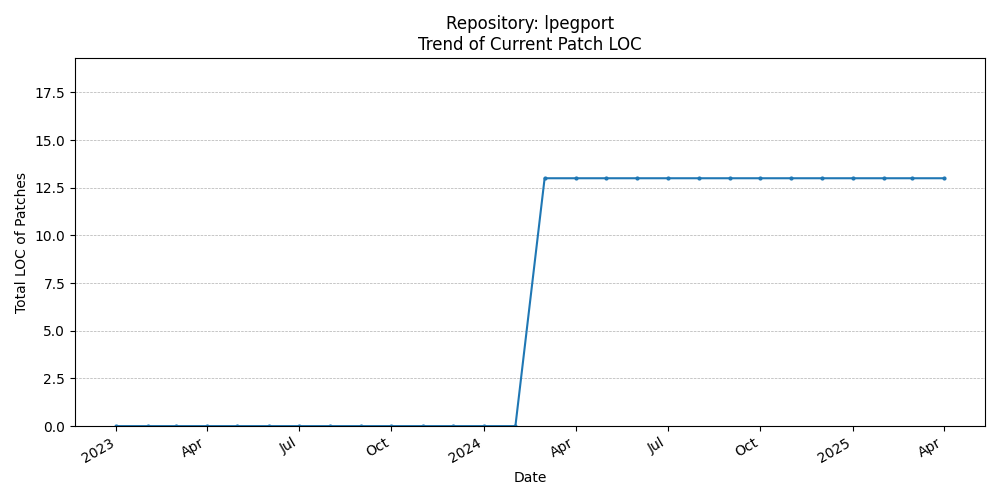 Repository: lpegport
Trend of Current Patch LOC
Total LOC of Patches
17.5
15.0
12.5
10.0
7.5
5.0
2.5
0.0
2023
Apr
Jul
Oct
2024
Apr
Jul
Oct
2025
Apr
Date